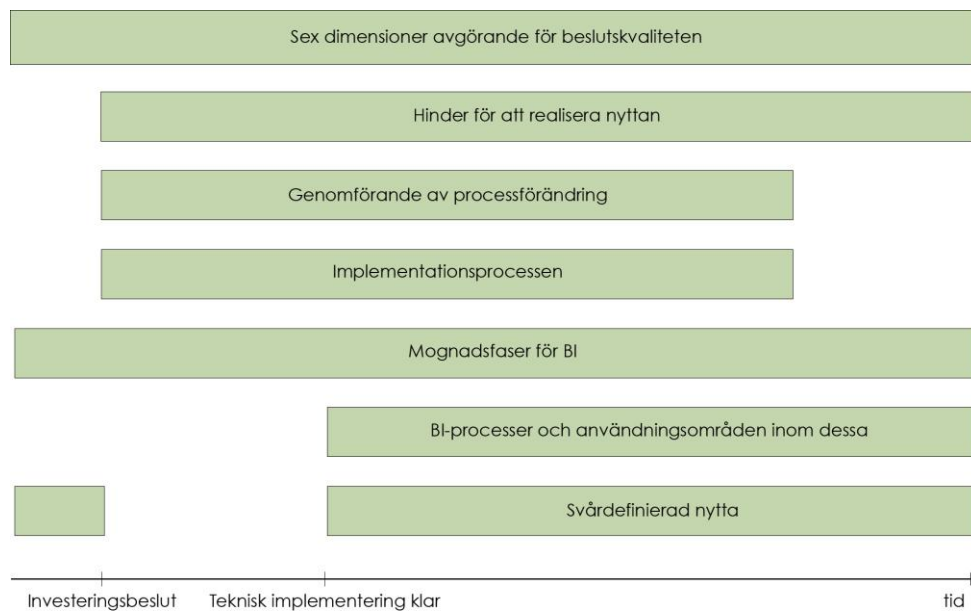 Sex dimensioner avgörande för beslutskvaliteten
Hinder för att realisera nyttan
Genomförande av processförändring
Implementationsprocessen
Mognadsfaser för BI
BI-processer och användningsområden inom dessa
Svårdefinierad nytta
Investeringsbeslut Teknisk implementering klar tid